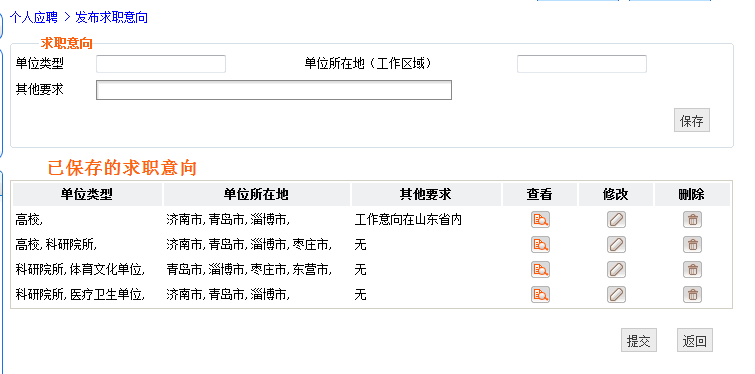 个人应聘 > 发布求职意向
求职意向
单位类型 单位所在地（工作区域）
其他要求
保存
已保存的求职意向
单位类型 单位所在地 其他要求 查看 修改 删除
高校, 济南市, 青岛市, 淄博市, 工作意向在山东省内
高校, 科研院所, 济南市, 青岛市, 淄博市, 枣庄市, 无
科研院所, 体育文化单位, 青岛市, 淄博市, 枣庄市, 东营市, 无
科研院所, 医疗卫生单位, 济南市, 青岛市, 淄博市, 无
提交 返回